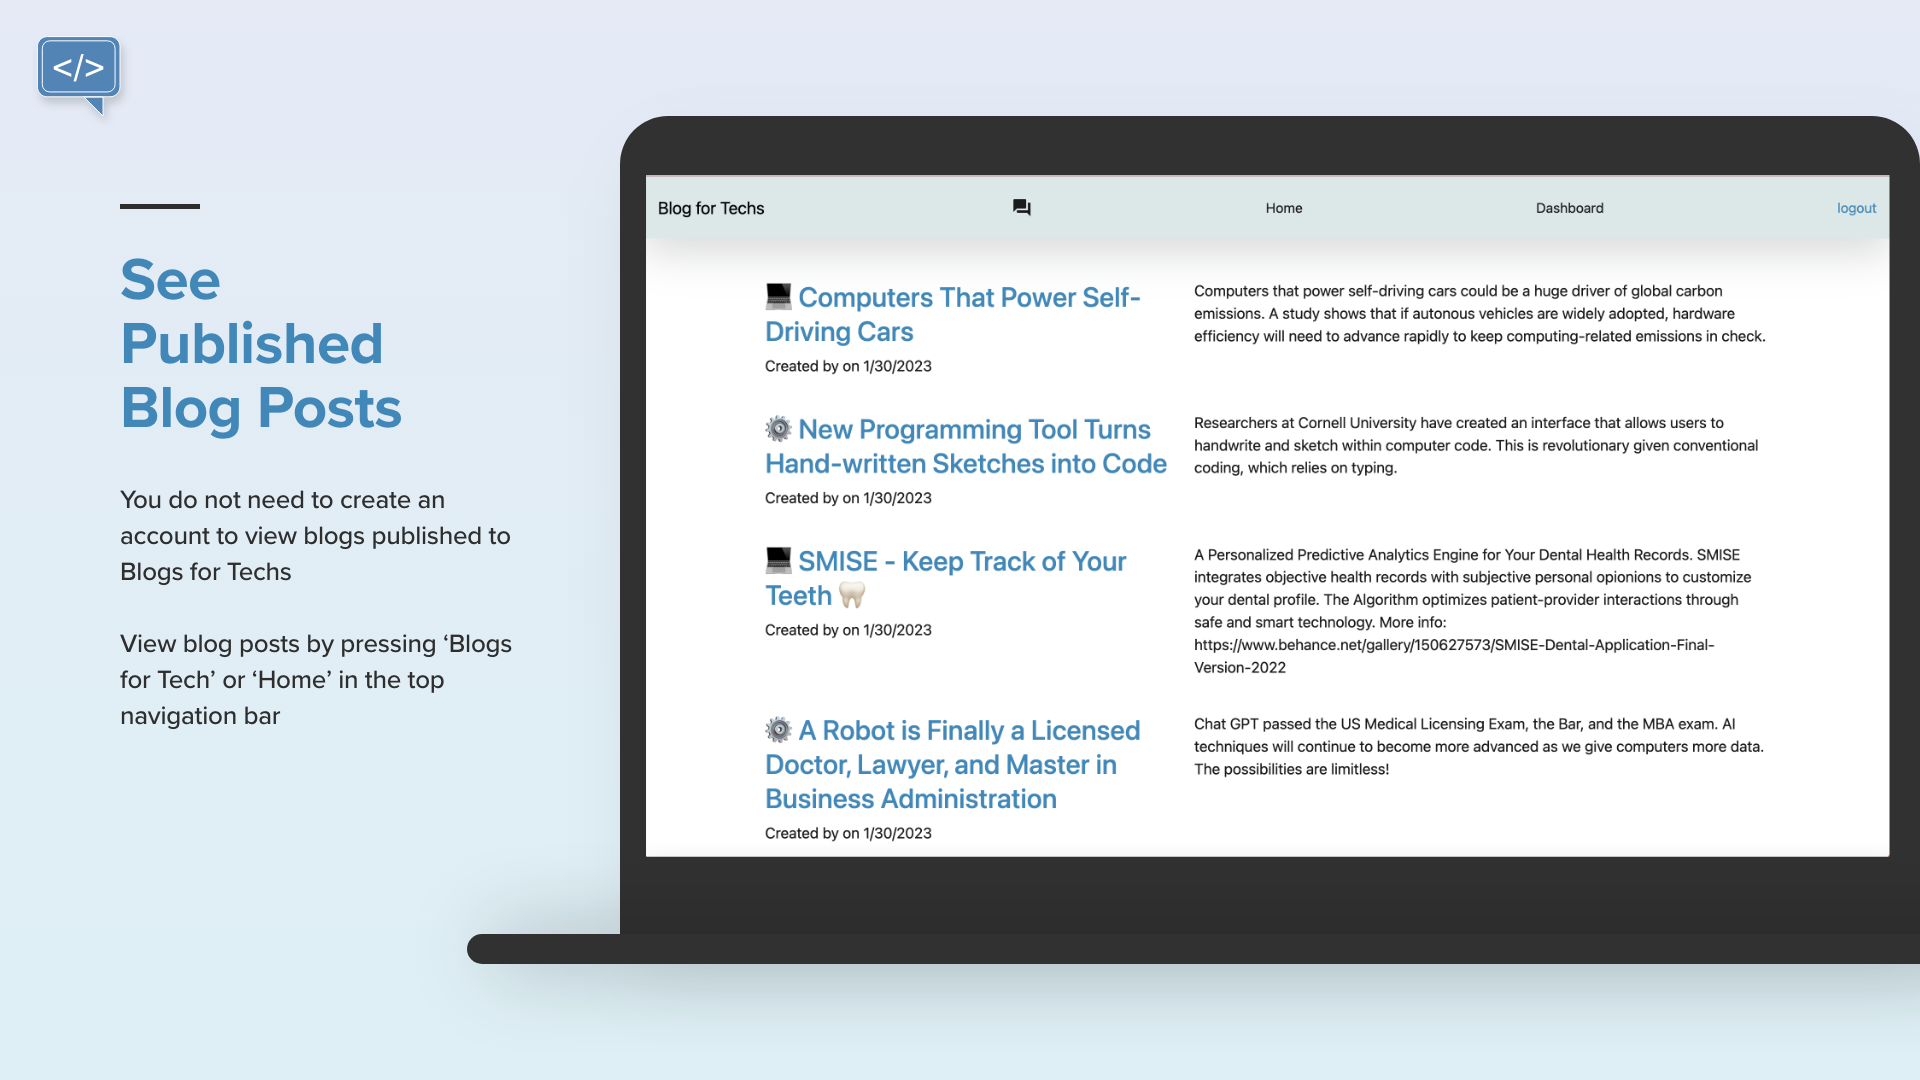 </>
See
Published
Blog Posts
You do not need to create an
account to view blogs published to
Blogs for Techs
View blog posts by pressing ‘Blogs
for Tech’ or ‘Home’ in the top
navigation bar
Blog for Techs
Home
Dashboard
logout
Computers That Power Self-
Driving Cars
Created by on 1/30/2023
Computers that power self-driving cars could be a huge driver of global carbon
emissions. A study shows that if autonous vehicles are widely adopted, hardware
efficiency will need to advance rapidly to keep computing-related emissions in check.
New Programming Tool Turns
Hand-written Sketches into Code
Created by on 1/30/2023
Researchers at Cornell University have created an interface that allows users to
handwrite and sketch within computer code. This is revolutionary given conventional
coding, which relies on typing.
SMISE - Keep Track of Your
Teeth 🦷
Created by on 1/30/2023
A Personalized Predictive Analytics Engine for Your Dental Health Records. SMISE
integrates objective health records with subjective personal opionions to customize
your dental profile. The Algorithm optimizes patient-provider interactions through
safe and smart technology. More info:
https://www.behance.net/gallery/150627573/SMISE-Dental-Application-Final-
Version-2022
A Robot is Finally a Licensed
Doctor, Lawyer, and Master in
Business Administration
Created by on 1/30/2023
Chat GPT passed the US Medical Licensing Exam, the Bar, and the MBA exam. AI
techniques will continue to become more advanced as we give computers more data.
The possibilities are limitless!